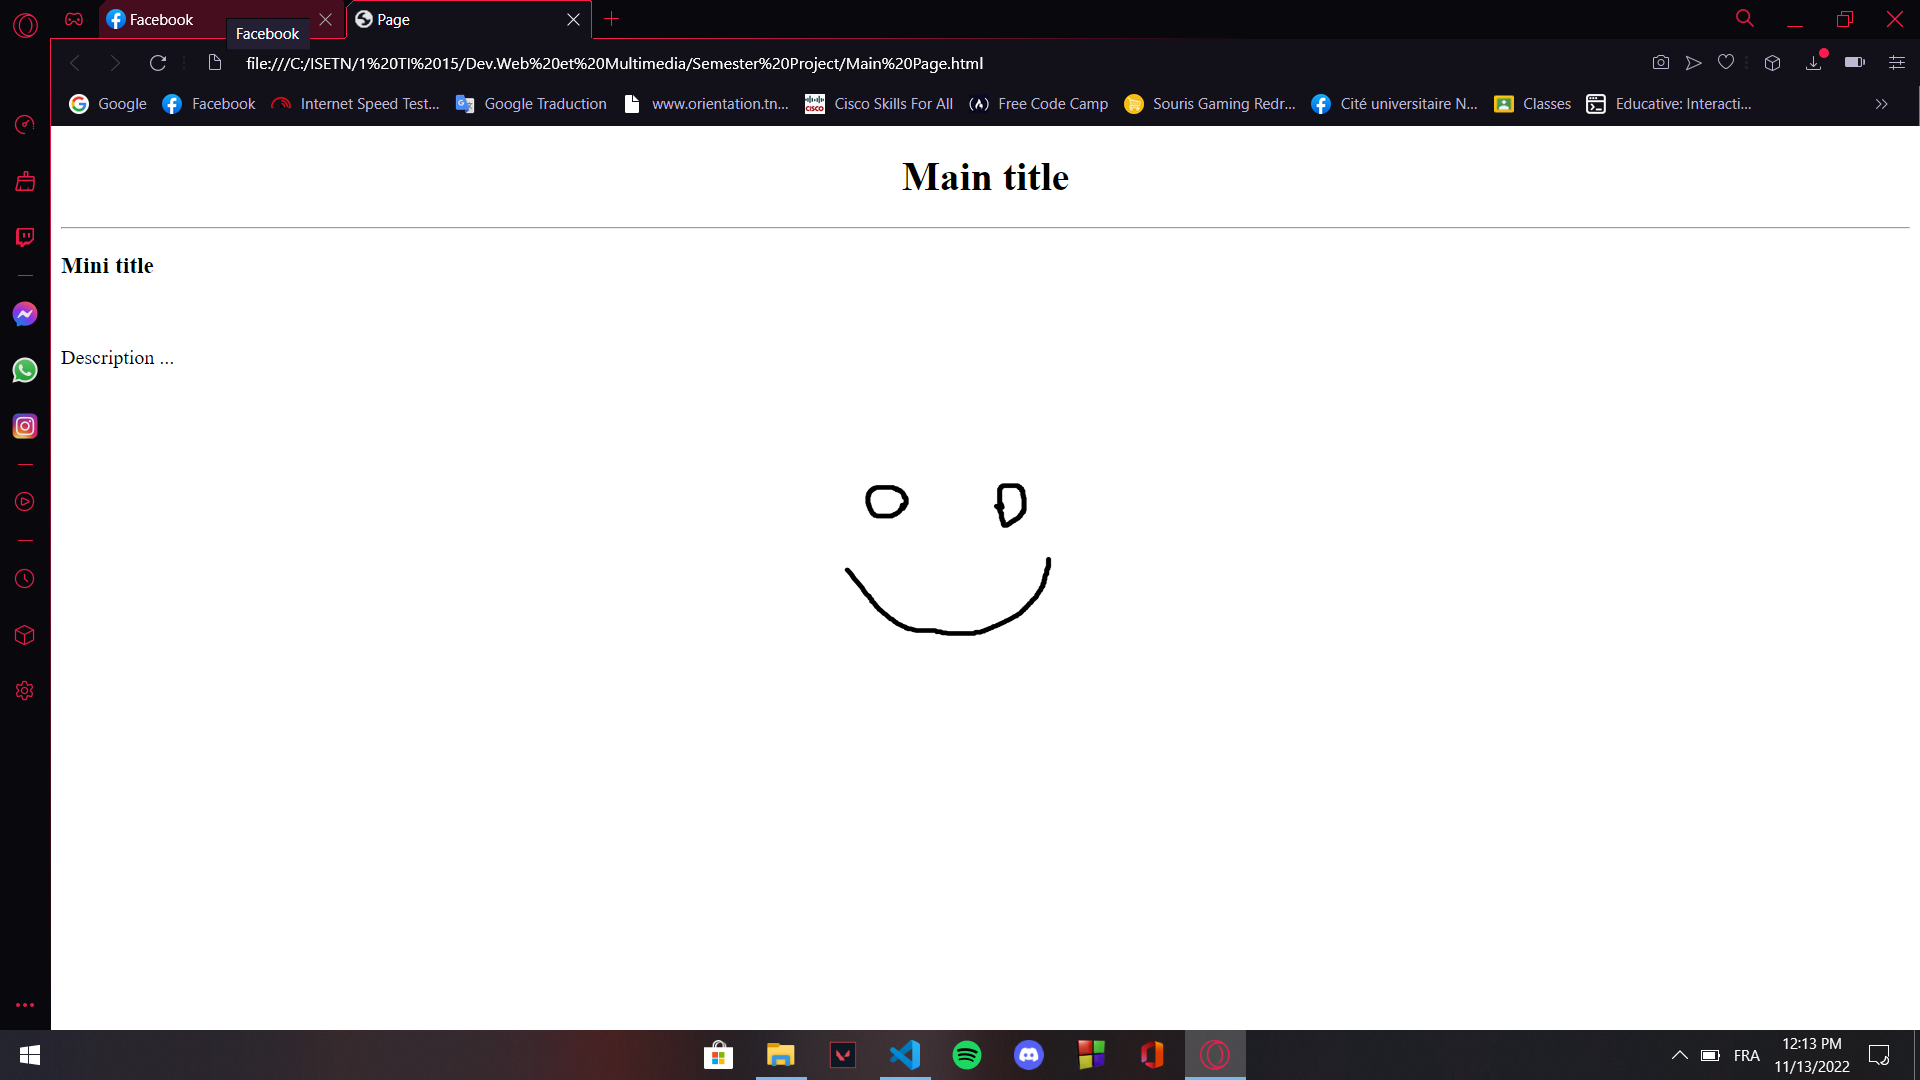 Facebook
Page
Facebook
file:///C:/ISETN/1%20TI%2015/Dev.Web%20et%20Multimedia/Semester%20Project/Main%20Page.html
Google
Facebook
Internet Speed Test...
Google Traduction
www.orientation.tn...
CISCO
Cisco Skills For All
Free Code Camp
Souris Gaming Redr...
Cité universitaire N...
Classes
Educative: Interacti...
Main title
Mini title
Description ...
FRA
12:13 PM
11/13/2022